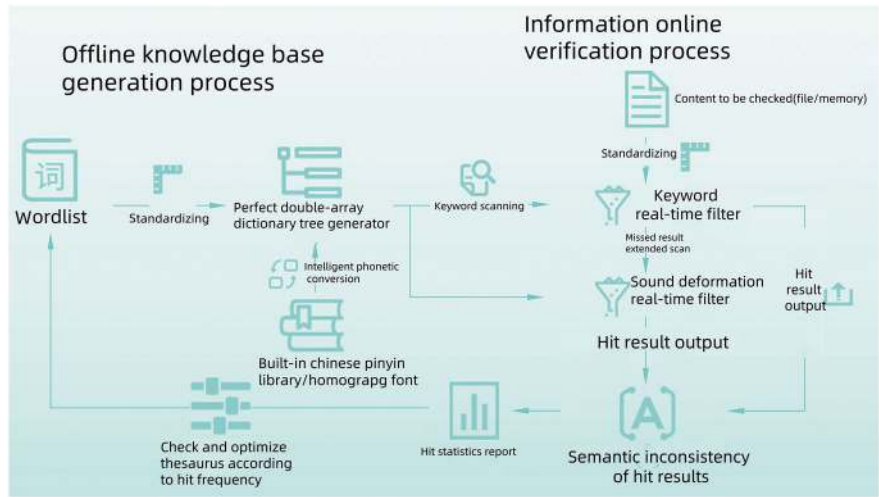 Offline knowledge base
generation process
Information online
verification process
Content to be checked(file/memory)
Standardizing
词
Wordlist
Standardizing
Perfect double-array
dictionary tree generator
Keyword scanning
Keyword
real-time filter
Missed result
extended scan
Intelligent phonetic
conversion
Sound deformation
real-time filter
Hit
result
output
Hit result output
Built-in chinese pinyin
library/homograpg font
Check and optimize
thesaurus according
to hit frequency
Hit statistics report
A
Semantic inconsistency
of hit results